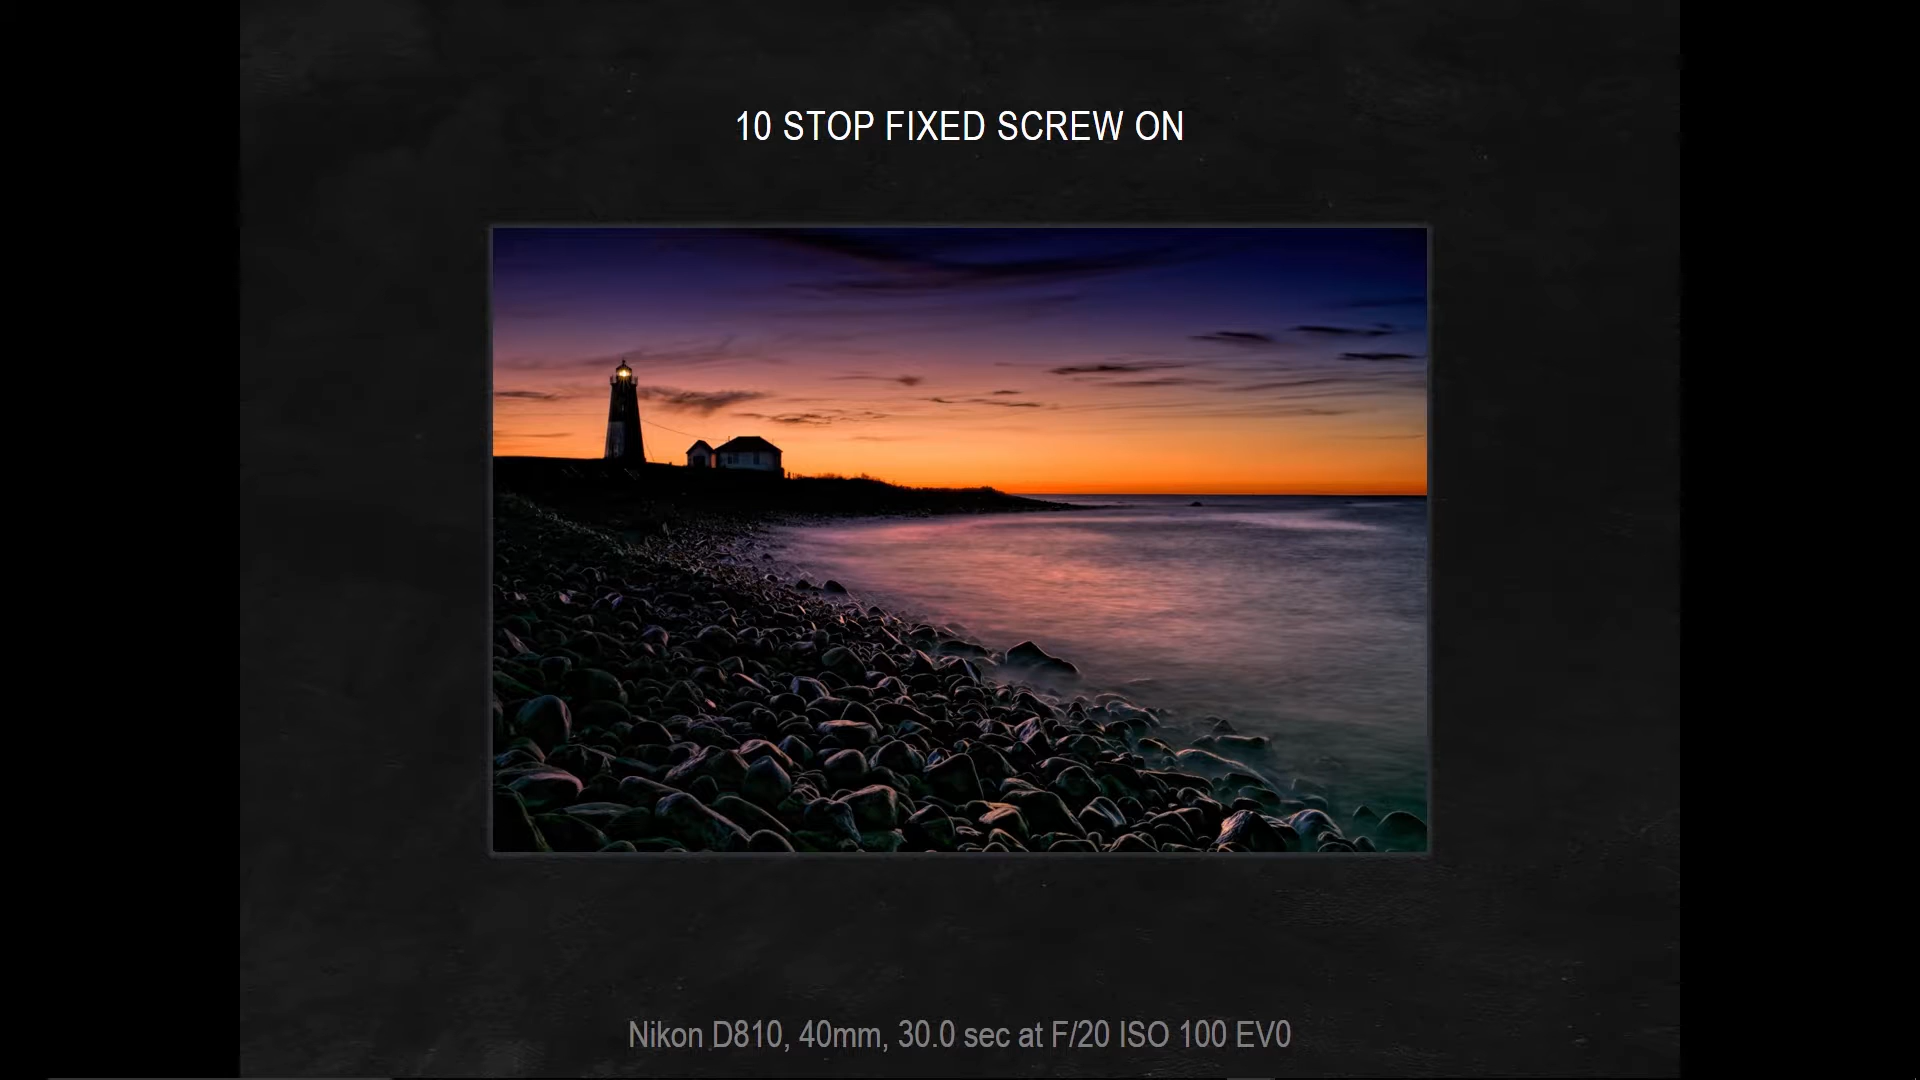 10 STOP FIXED SCREW ON
Nikon D810, 40mm, 30.0 sec at F/20 ISO 100 EV0